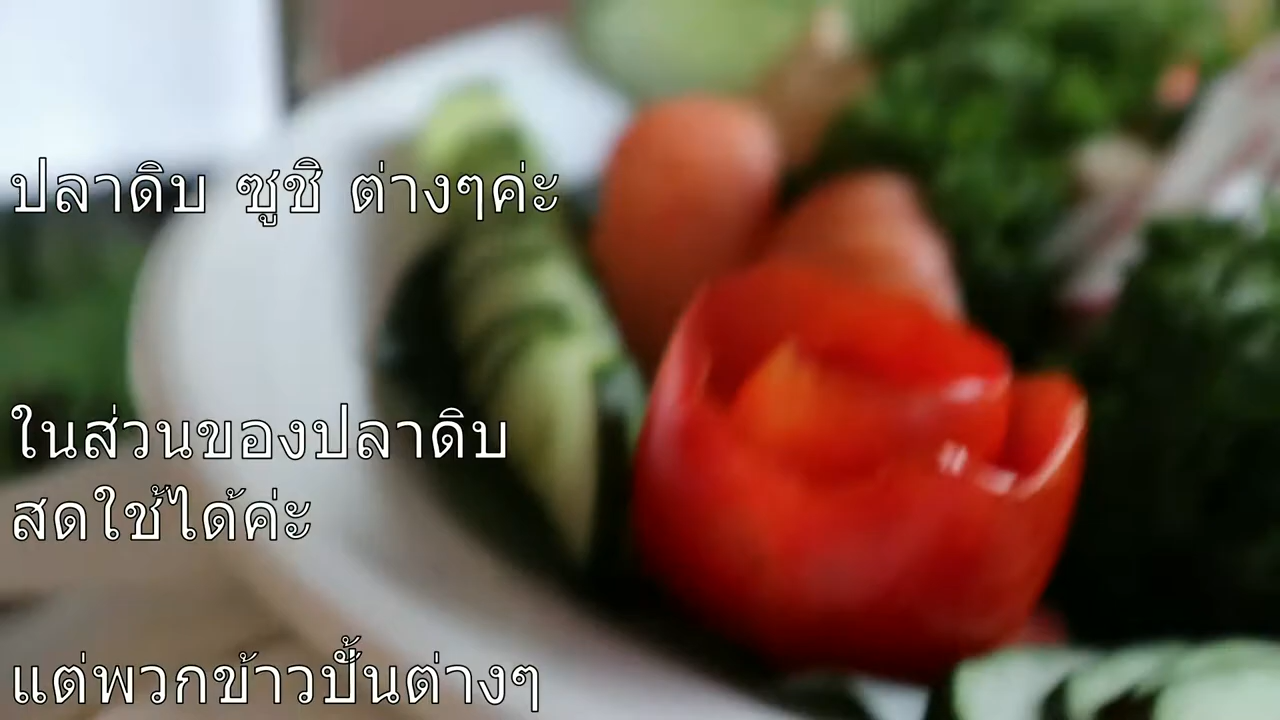 ปลาดิบ ซูชิ ต่างๆค่ะ
ในส่วนของปลาดิบ
สดใช้ได้ค่ะ
แต่พวกข้าวปั้นต่างๆ